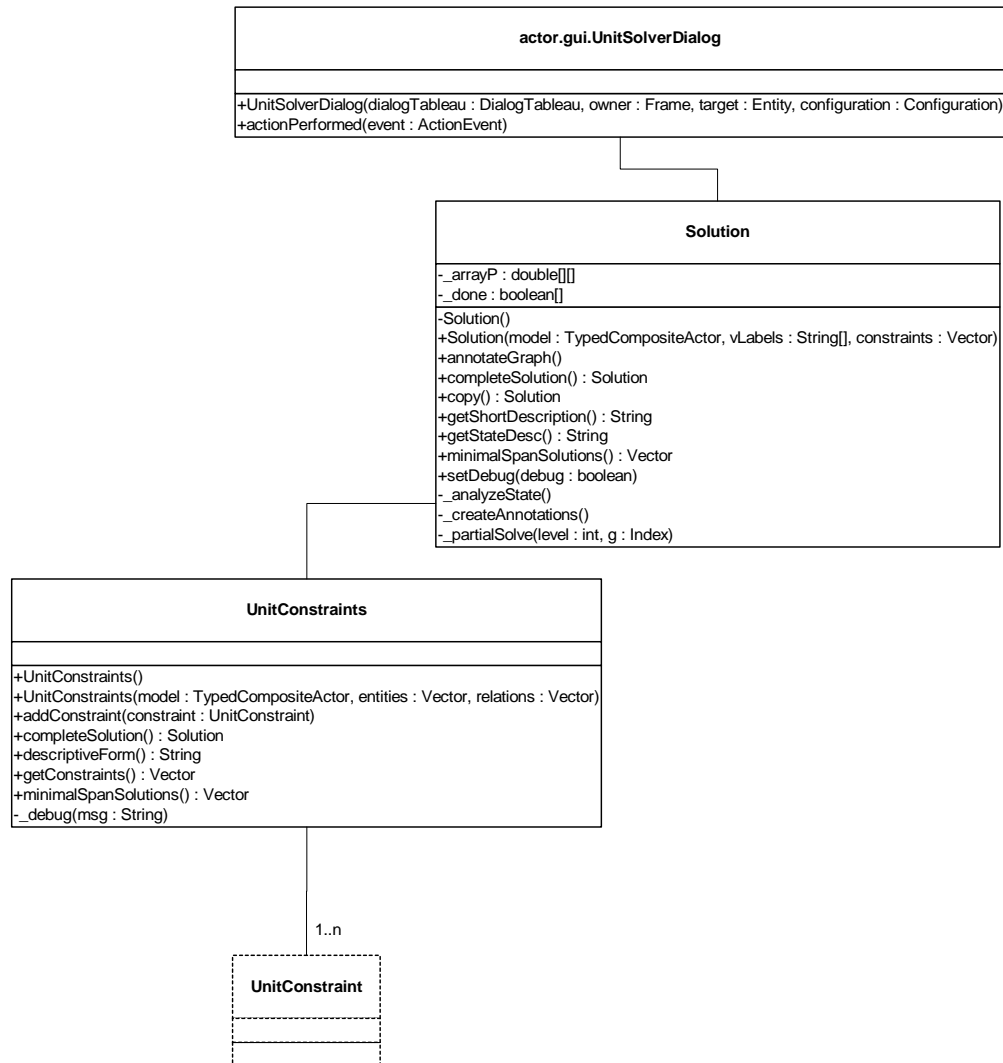 actor.gui.UnitSolverDialog
+UnitSolverDialog(dialogTableau : DialogTableau, owner : Frame, target : Entity, configuration : Configuration)
+actionPerformed(event : ActionEvent)
Solution
-_arrayP : double[][]
-_done : boolean[]
-Solution()
+Solution(model : TypedCompositeActor, vLabels : String[], constraints : Vector)
+annotateGraph()
+completeSolution() : Solution
+copy() : Solution
+getShortDescription() : String
+getStateDesc() : String
+minimalSpanSolutions() : Vector
+setDebug(debug : boolean)
-_analyzeState()
-_createAnnotations()
-_partialSolve(level : int, g : Index)
UnitConstraints
+UnitConstraints()
+UnitConstraints(model : TypedCompositeActor, entities : Vector, relations : Vector)
+addConstraint(constraint : UnitConstraint)
+completeSolution() : Solution
+descriptiveForm() : String
+getConstraints() : Vector
+minimalSpanSolutions() : Vector
-_debug(msg : String)
1..n
UnitConstraint